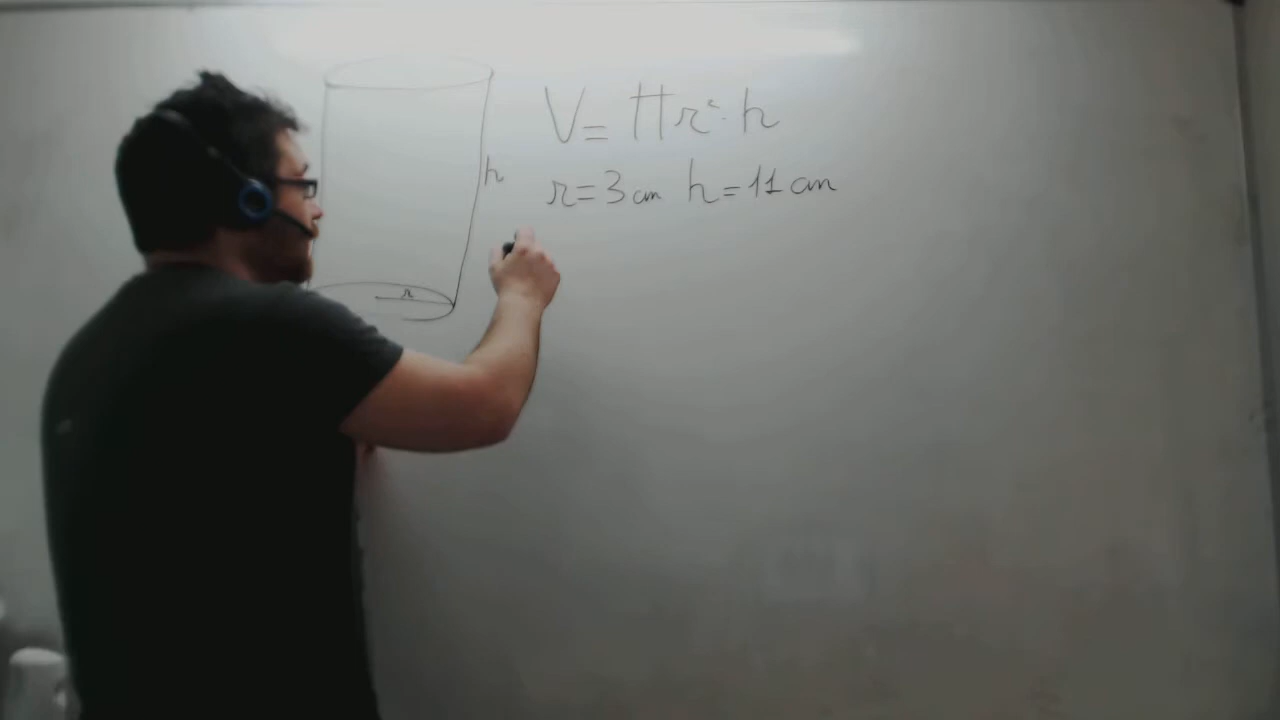 V = πr²·h
r = 3 cm h = 11 cm
h
r